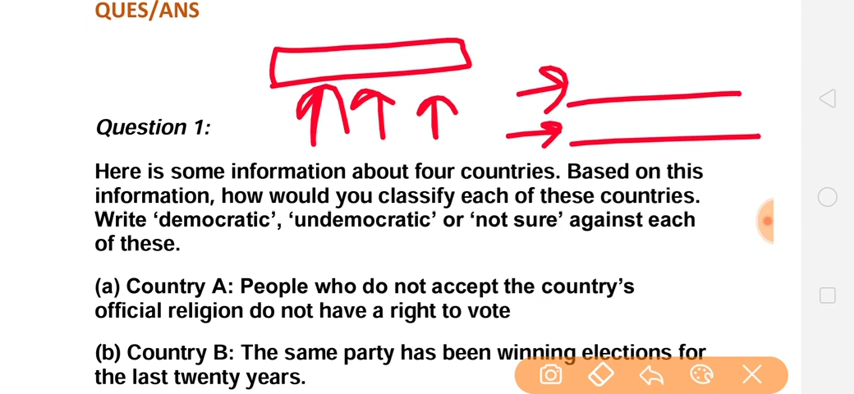 QUES/ANS
Question 1:
Here is some information about four countries. Based on this
information, how would you classify each of these countries.
Write ‘democratic’, ‘undemocratic’ or ‘not sure’ against each
of these.
(a) Country A: People who do not accept the country’s
official religion do not have a right to vote
(b) Country B: The same party has been winning elections for
the last twenty years.